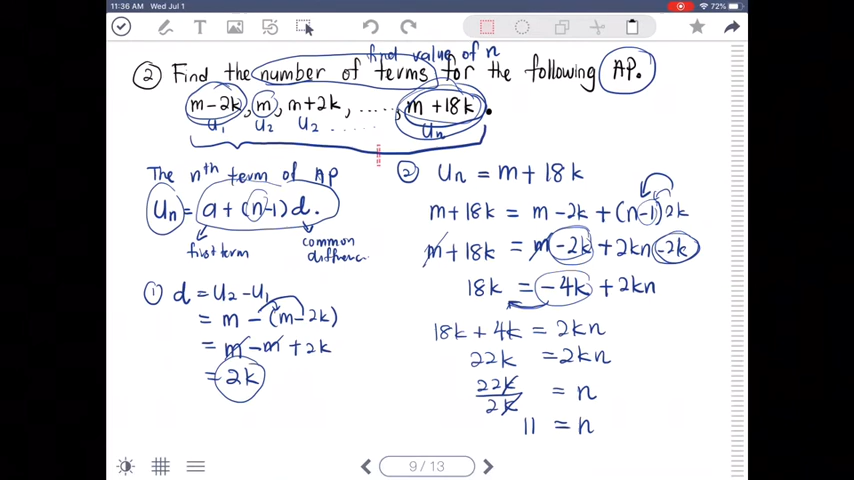 11:36 AM Wed Jul 1
72%
T
find value of n
② Find the number of terms for the following AP.
m-2k, m, m+2k, ....., m+18k.
U₁ U₂ U₂ ..... Uₙ
The nᵗʰ term of AP
Uₙ = a + (n-1)d.
first term
common
differenc
① d = U₂ - U₁
= m - (m-2k)
= m - m + 2k
= 2k
② Uₙ = m + 18k
m+18k = m-2k + (n-1)2k
m+18k = m-2k + 2kn -2k
18k = -4k + 2kn
18k + 4k = 2kn
22k = 2kn
22k/2k = n
11 = n
9 / 13